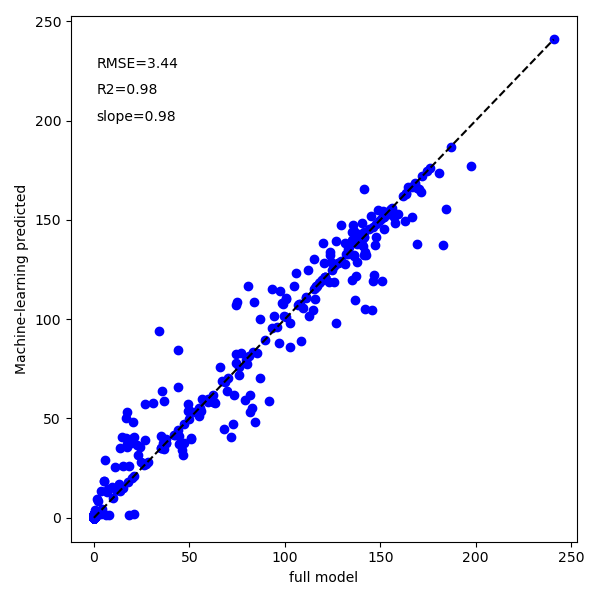 RMSE=3.44
R2=0.98
slope=0.98
Machine-learning predicted
250
200
150
100
50
0
0 50 100 150 200 250
full model